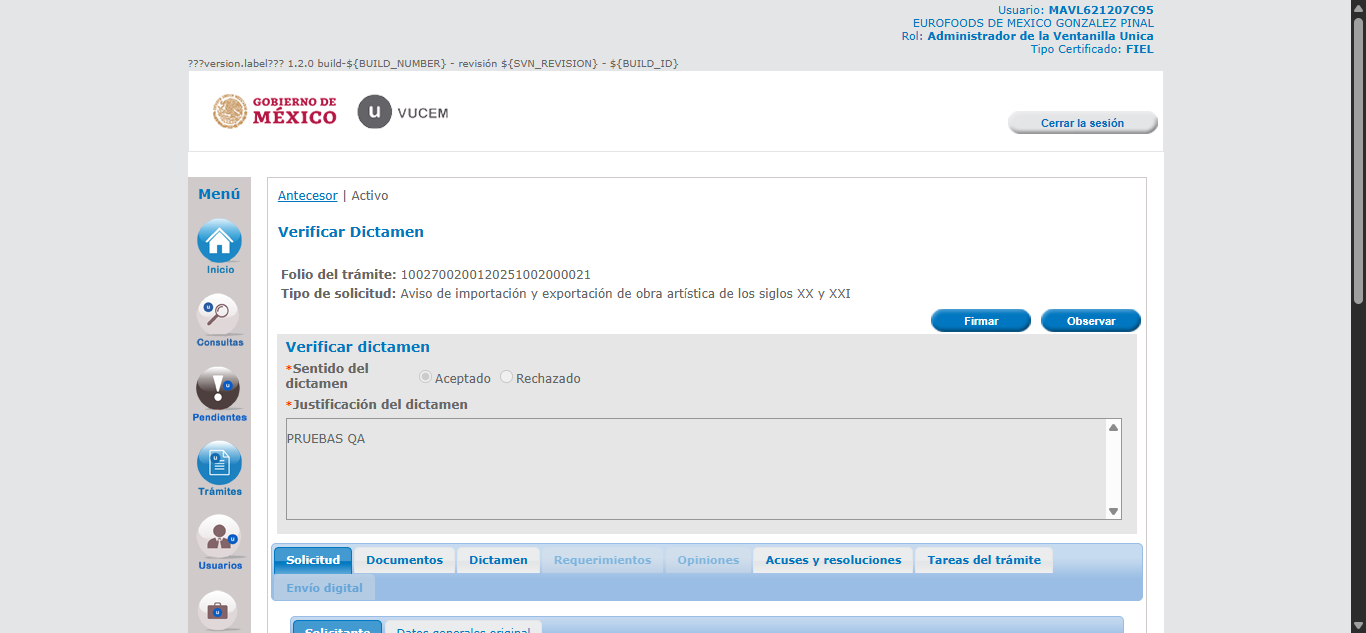 Usuario: MAVL621207C95
EUROFOODS DE MEXICO GONZALEZ PINAL
Rol: Administrador de la Ventanilla Unica
Tipo Certificado: FIEL
???version.label??? 1.2.0 build-${BUILD_NUMBER} - revisión ${SVN_REVISION} - ${BUILD_ID}
GOBIERNO DE
MÉXICO
u VUCEM
Cerrar la sesión
Menú
Inicio
Consultas
Pendientes
Trámites
Usuarios
Antecesor | Activo
Verificar Dictamen
Folio del trámite: 1002700200120251002000021
Tipo de solicitud: Aviso de importación y exportación de obra artística de los siglos XX y XXI
Firmar
Observar
Verificar dictamen
*Sentido del dictamen
Aceptado Rechazado
*Justificación del dictamen
PRUEBAS QA
Solicitud Documentos Dictamen Requerimientos Opiniones Acuses y resoluciones Tareas del trámite
Envío digital
Solicitante Datos generales original